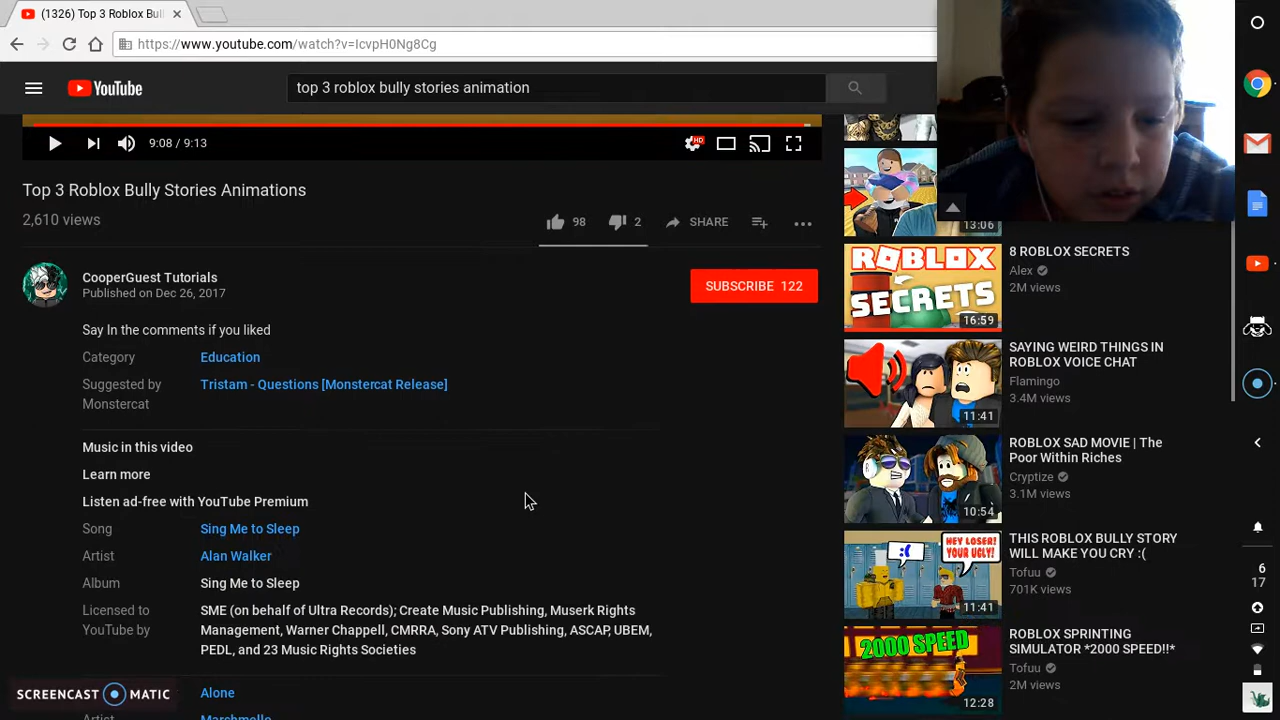 (1326) Top 3 Roblox Bull
https://www.youtube.com/watch?v=IcvpH0Ng8Cg
YouTube
top 3 roblox bully stories animation
9:08 / 9:13
HD
Top 3 Roblox Bully Stories Animations
2,610 views
98
2
SHARE
CooperGuest Tutorials
Published on Dec 26, 2017
SUBSCRIBE 122
Say In the comments if you liked
Category Education
Suggested by Tristam - Questions [Monstercat Release]
Monstercat
Music in this video
Learn more
Listen ad-free with YouTube Premium
Song Sing Me to Sleep
Artist Alan Walker
Album Sing Me to Sleep
Licensed to SME (on behalf of Ultra Records); Create Music Publishing, Muserk Rights
YouTube by Management, Warner Chappell, CMRRA, Sony ATV Publishing, ASCAP, UBEM,
PEDL, and 23 Music Rights Societies
Alone
Artist Marshmello
SCREENCAST MATIC
13:06
ROBLOX
SECRETS
16:59
8 ROBLOX SECRETS
Alex
2M views
11:41
SAYING WEIRD THINGS IN
ROBLOX VOICE CHAT
Flamingo
3.4M views
10:54
ROBLOX SAD MOVIE | The
Poor Within Riches
Cryptize
3.1M views
:(
HEY LOSER!
YOUR UGLY!
11:41
THIS ROBLOX BULLY STORY
WILL MAKE YOU CRY :(
Tofuu
701K views
2000 SPEED
12:28
ROBLOX SPRINTING
SIMULATOR *2000 SPEED!!*
Tofuu
2M views
6
17